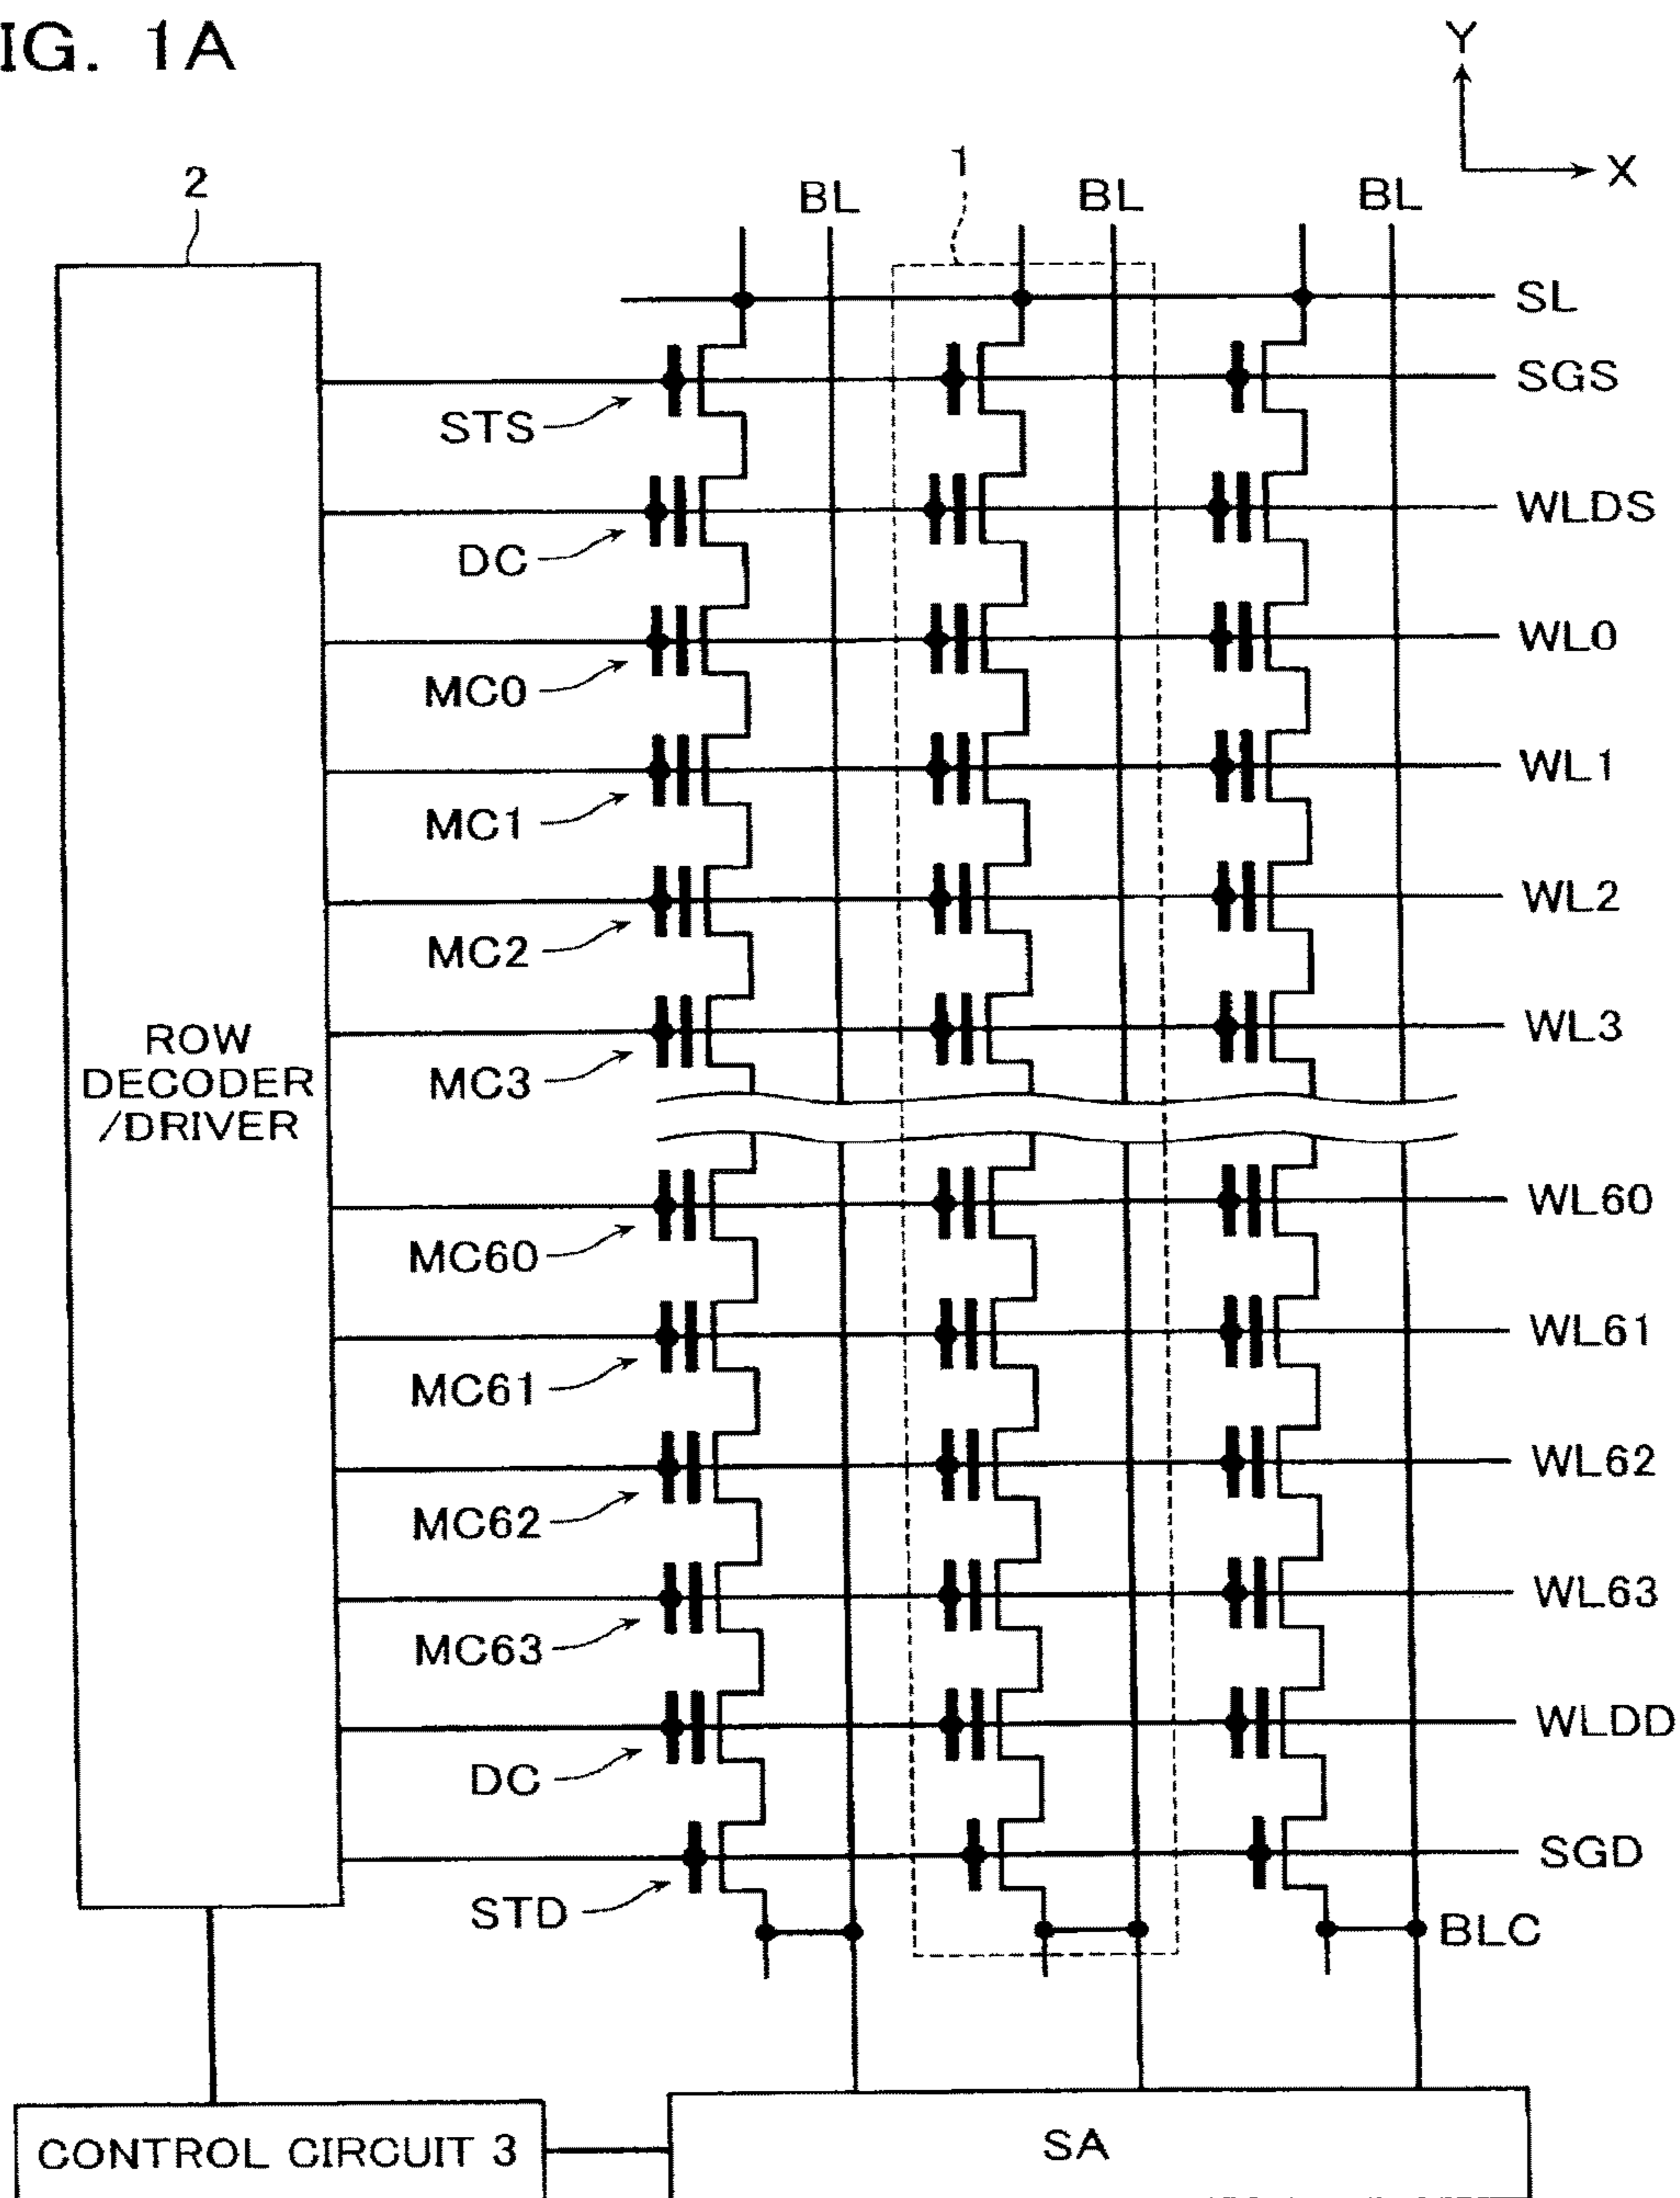 IG. 1A
Y
X
2
1
BL
BL
BL
SL
SGS
STS
WLDS
DC
WL0
MC0
WL1
MC1
WL2
MC2
WL3
MC3
ROW
DECODER
/DRIVER
WL60
MC60
WL61
MC61
WL62
MC62
WL63
MC63
WLDD
DC
SGD
STD
BLC
CONTROL CIRCUIT 3
SA